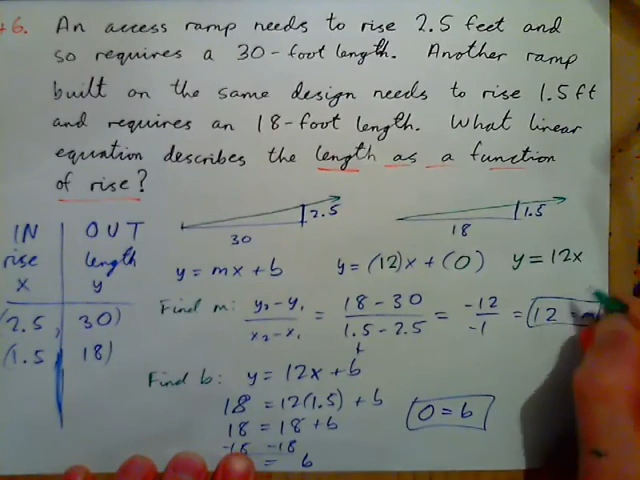 6. An access ramp needs to rise 2.5 feet and
so requires a 30-foot length. Another ramp
built on the same design needs to rise 1.5 ft
and requires an 18-foot length. What linear
equation describes the length as a function
of rise?
IN OUT
rise length
x y
(2.5, 30)
(1.5 18)
2.5
30
1.5
18
y = mx + b y = (12)x + (0) y = 12x
Find m: y₂ - y₁ / x₂ - x₁ = 18 - 30 / 1.5 - 2.5 = -12 / -1 = 12
Find b: y = 12x + b
18 = 12(1.5) + b
18 = 18 + b
-18 -18
= b
0 = b